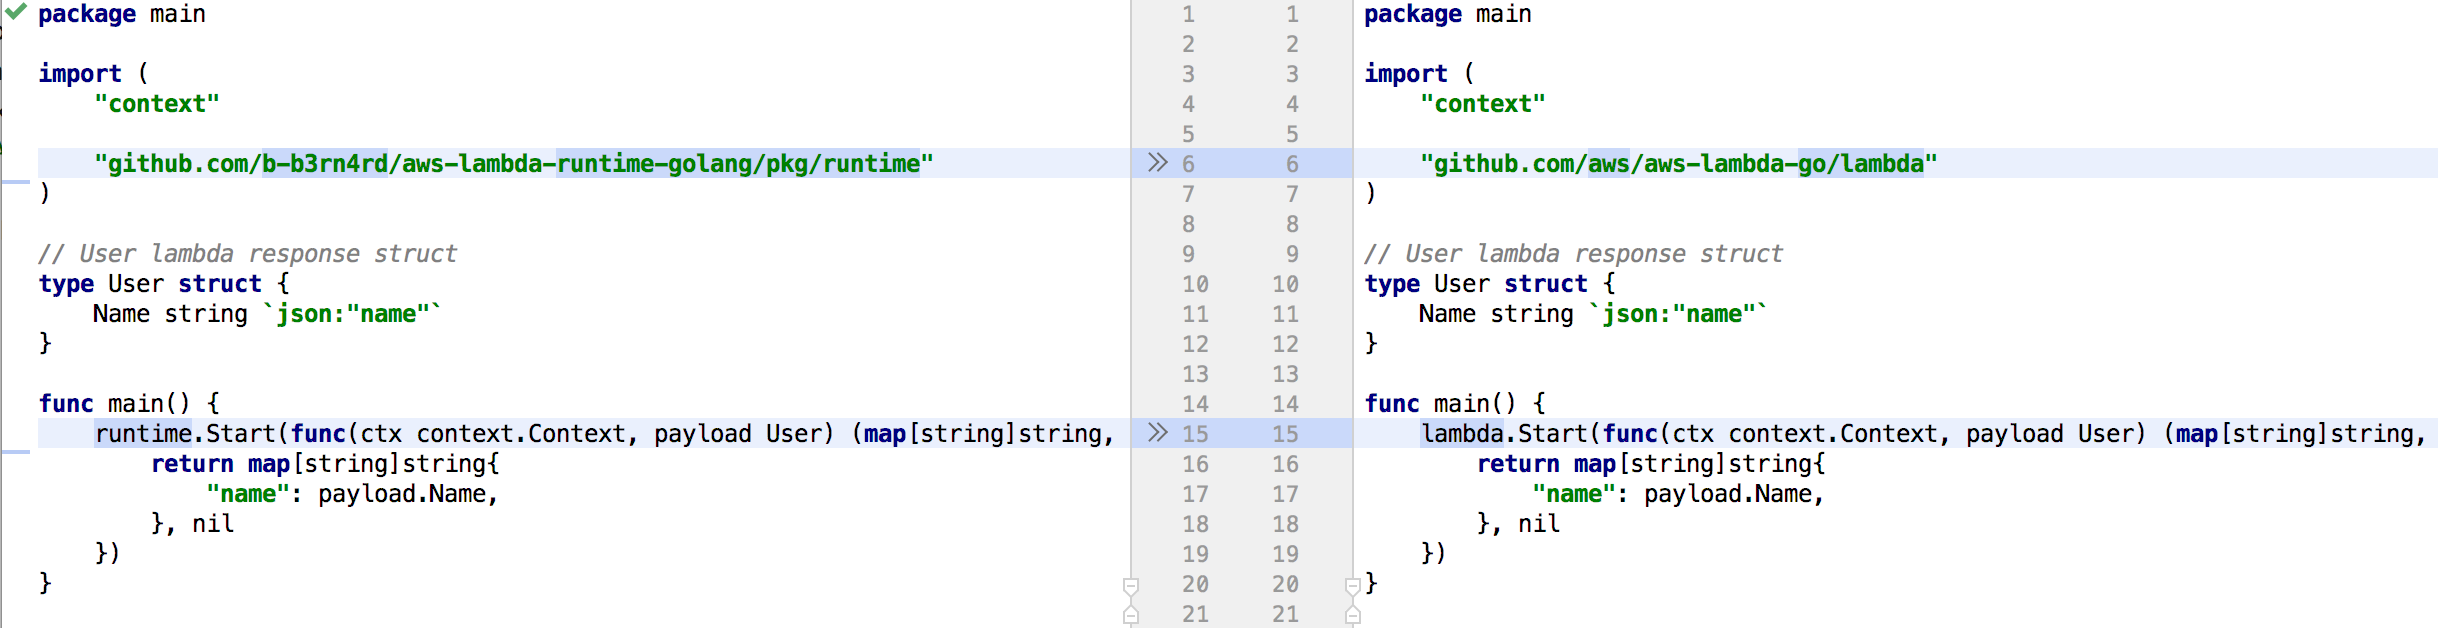 package main

import (
    "context"

    "github.com/b-b3rn4rd/aws-lambda-runtime-golang/pkg/runtime"
)

// User lambda response struct
type User struct {
    Name string `json:"name"`
}

func main() {
    runtime.Start(func(ctx context.Context, payload User) (map[string]string,
        return map[string]string{
            "name": payload.Name,
        }, nil
    })
}
1 1
2 2
3 3
4 4
5 5
6 6
7 7
8 8
9 9
10 10
11 11
12 12
13 13
14 14
15 15
16 16
17 17
18 18
19 19
20 20
21 21
package main

import (
    "context"

    "github.com/aws/aws-lambda-go/lambda"
)

// User lambda response struct
type User struct {
    Name string `json:"name"`
}

func main() {
    lambda.Start(func(ctx context.Context, payload User) (map[string]string,
        return map[string]string{
            "name": payload.Name,
        }, nil
    })
}